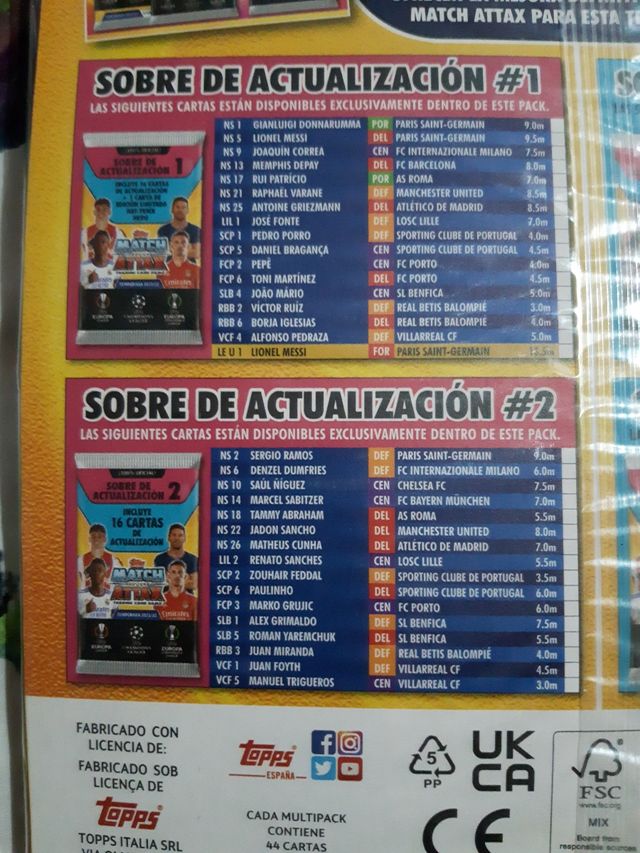 MATCH ATTAX PARA ESTA
SOBRE DE ACTUALIZACIÓN #1
LAS SIGUIENTES CARTAS ESTÁN DISPONIBLES EXCLUSIVAMENTE DENTRO DE ESTE PACK.
SOBRE DE
ACTUALIZACIÓN 1
INCLUYE 16 CARTAS
DE ACTUALIZACIÓN
MATCH
ATTAX
NS 1 GIANLUIGI DONNARUMMA POR PARIS SAINT-GERMAIN 9.0m
NS 5 LIONEL MESSI DEL PARIS SAINT-GERMAIN 9.5m
NS 9 JOAQUÍN CORREA CEN FC INTERNAZIONALE MILANO 7.5m
NS 13 MEMPHIS DEPAY DEL FC BARCELONA 8.0m
NS 17 RUI PATRÍCIO POR AS ROMA 7.0m
NS 21 RAPHAËL VARANE DEF MANCHESTER UNITED 8.5m
NS 25 ANTOINE GRIEZMANN DEL ATLÉTICO DE MADRID 8.5m
LIL 1 JOSÉ FONTE DEF LOSC LILLE 7.0m
SCP 1 PEDRO PORRO DEF SPORTING CLUBE DE PORTUGAL 4.0m
SCP 5 DANIEL BRAGANÇA CEN SPORTING CLUBE DE PORTUGAL 4.5m
FCP 2 PEPÊ CEN FC PORTO 4.0m
FCP 6 TONI MARTÍNEZ DEL FC PORTO 4.5m
SLB 4 JOÃO MÁRIO CEN SL BENFICA 5.0m
RBB 2 VÍCTOR RUÍZ DEF REAL BETIS BALOMPIÉ 3.0m
RBB 6 BORJA IGLESIAS DEL REAL BETIS BALOMPIÉ 4.0m
VCF 4 ALFONSO PEDRAZA DEF VILLARREAL CF 5.0m
LE U 1 LIONEL MESSI FOR PARIS SAINT-GERMAIN 13.5m
SOBRE DE ACTUALIZACIÓN #2
LAS SIGUIENTES CARTAS ESTÁN DISPONIBLES EXCLUSIVAMENTE DENTRO DE ESTE PACK.
SOBRE DE
ACTUALIZACIÓN 2
INCLUYE
16 CARTAS
DE ACTUALIZACIÓN
MATCH
ATTAX
NS 2 SERGIO RAMOS DEF PARIS SAINT-GERMAIN 9.0m
NS 6 DENZEL DUMFRIES DEF FC INTERNAZIONALE MILANO 6.0m
NS 10 SAÚL ÑÍGUEZ CEN CHELSEA FC 7.5m
NS 14 MARCEL SABITZER CEN FC BAYERN MÜNCHEN 7.0m
NS 18 TAMMY ABRAHAM DEL AS ROMA 5.5m
NS 22 JADON SANCHO DEL MANCHESTER UNITED 8.0m
NS 26 MATHEUS CUNHA DEL ATLÉTICO DE MADRID 7.0m
LIL 2 RENATO SANCHES CEN LOSC LILLE 5.5m
SCP 2 ZOUHAIR FEDDAL DEF SPORTING CLUBE DE PORTUGAL 3.5m
SCP 6 PAULINHO DEL SPORTING CLUBE DE PORTUGAL 6.0m
FCP 3 MARKO GRUJIC CEN FC PORTO 6.0m
SLB 1 ALEX GRIMALDO DEF SL BENFICA 7.5m
SLB 5 ROMAN YAREMCHUK DEL SL BENFICA 5.5m
RBB 3 JUAN MIRANDA DEF REAL BETIS BALOMPIÉ 4.0m
VCF 1 JUAN FOYTH DEF VILLARREAL CF 4.5m
VCF 5 MANUEL TRIGUEROS CEN VILLARREAL CF 3.0m
FABRICADO CON
LICENCIA DE:
FABRICADO SOB
LICENÇA DE
Topps
TOPPS ITALIA SRL
Topps
ESPAÑA
CADA MULTIPACK
CONTIENE
44 CARTAS
5
PP
UK
CA
CE
FSC
www.fsc.org
MIX
Board from
responsible sources